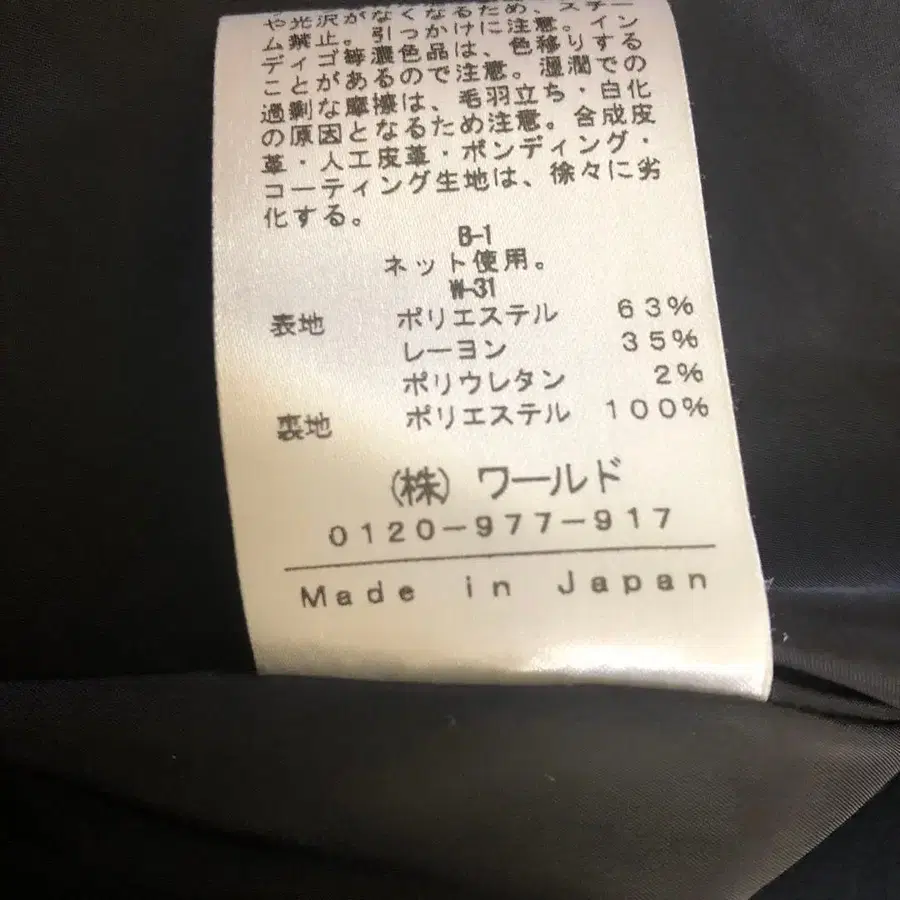 や光沢がなくなるため、スチー
ム禁止。引っかけに注意。イン
ディゴ等濃色品は、色移りする
ことがあるので注意。湿潤での
過剰な摩擦は、毛羽立ち・白化
の原因となるため注意。合成皮
革・人工皮革・ボンディング・
コーティング生地は、徐々に劣
化する。
B-1
ネット使用。
W-31
表地 ポリエステル 63%
レーヨン 35%
ポリウレタン 2%
裏地 ポリエステル 100%
(株) ワールド
0120-977-917
Made in Japan